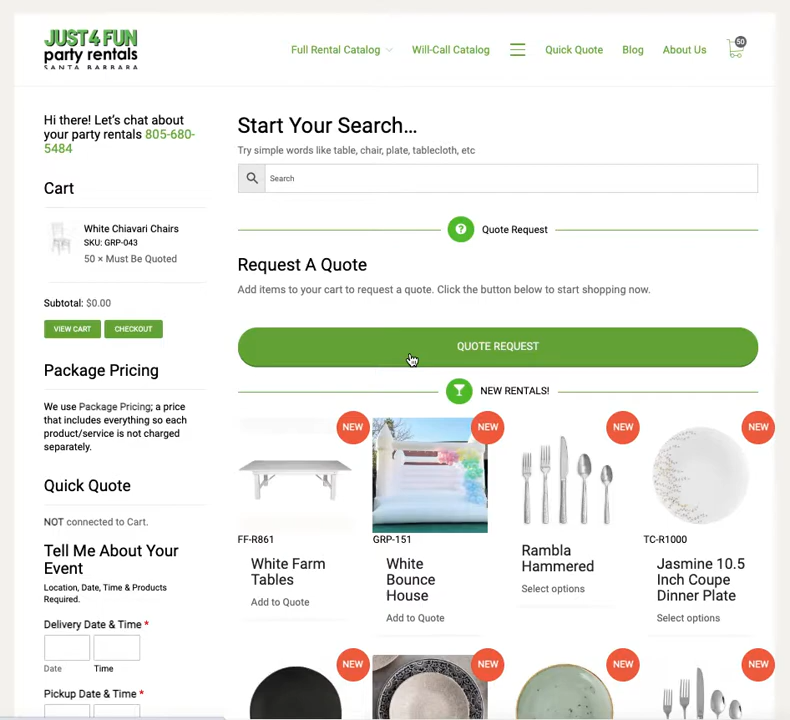 JUST4FUN
party rentals
SANTA BARBARA
Full Rental Catalog
Will-Call Catalog
Quick Quote
Blog
About Us
50
Hi there! Let's chat about
your party rentals 805-680-
5484
Cart
White Chiavari Chairs
SKU: GRP-043
50 × Must Be Quoted
Subtotal: $0.00
VIEW CART
CHECKOUT
Package Pricing
We use Package Pricing; a price
that includes everything so each
product/service is not charged
separately.
Quick Quote
NOT connected to Cart.
Tell Me About Your
Event
Location, Date, Time & Products
Required.
Delivery Date & Time *
Date
Time
Pickup Date & Time *
Start Your Search...
Try simple words like table, chair, plate, tablecloth, etc
Search
Quote Request
Request A Quote
Add items to your cart to request a quote. Click the button below to start shopping now.
QUOTE REQUEST
NEW RENTALS!
NEW
NEW
NEW
NEW
FF-R861
White Farm
Tables
Add to Quote
GRP-151
White
Bounce
House
Add to Quote
Rambla
Hammered
Select options
TC-R1000
Jasmine 10.5
Inch Coupe
Dinner Plate
Select options
NEW
NEW
NEW
NEW